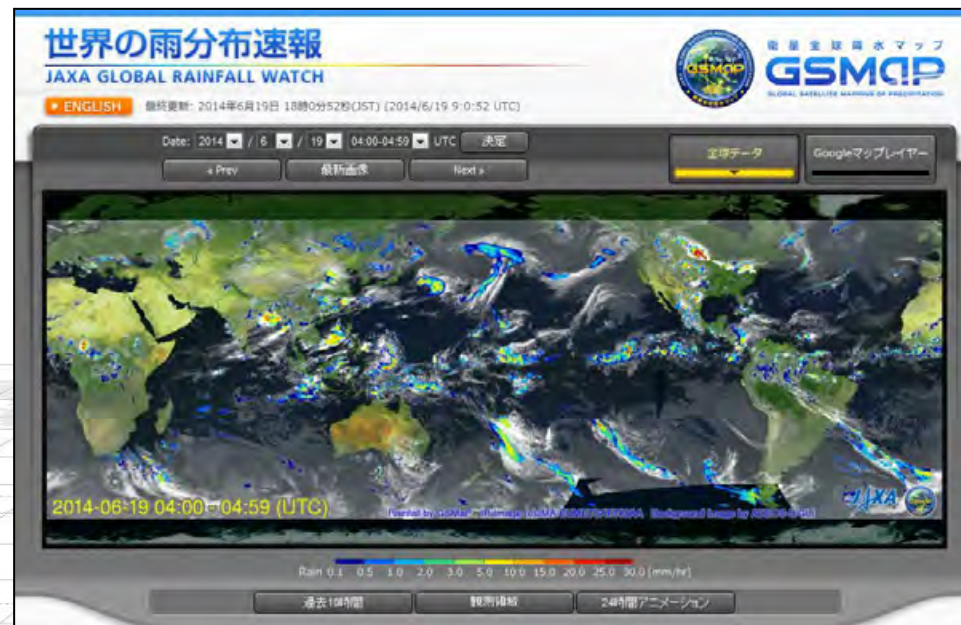 世界の雨分布速報
JAXA GLOBAL RAINFALL WATCH
衛星全球降水マップ
GSMaP
GLOBAL SATELLITE MAPPING OF PRECIPITATION
GSMaP
▶ ENGLISH 最終更新: 2014年6月19日 18時0分52秒(JST) (2014/6/19 9:0:52 UTC)
Date: 2014 / 6 / 19 04:00-04:59 UTC 決定
« Prev 最新画像 Next »
全球データ Googleマップレイヤー
2014-06-19 04:00 - 04:59 (UTC)
JAXA
Rain 0.1 0.5 1.0 2.0 3.0 5.0 10.0 15.0 20.0 25.0 30.0 (mm/hr)
過去10時間 観測領域 24時間アニメーション